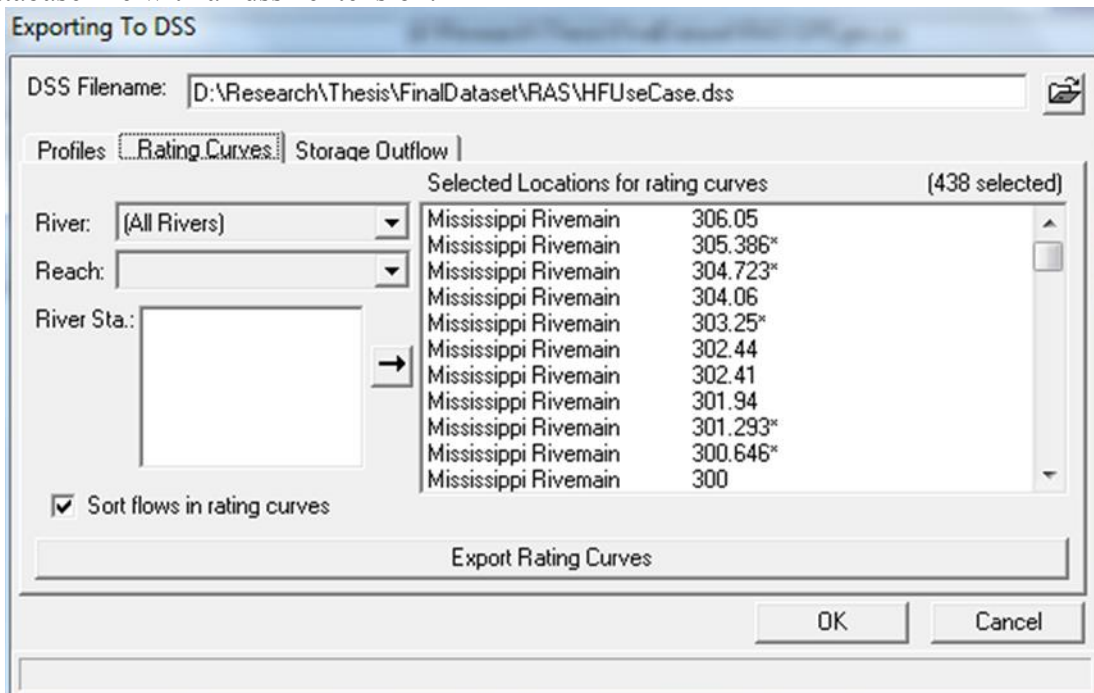 Exporting To DSS
DSS Filename: D:\Research\Thesis\FinalDataset\RAS\HFUseCase.dss
Profiles Rating Curves Storage Outflow
Selected Locations for rating curves (438 selected)
River: (All Rivers)
Reach:
River Sta.:
Mississippi Rivemain 306.05
Mississippi Rivemain 305.386*
Mississippi Rivemain 304.723*
Mississippi Rivemain 304.06
Mississippi Rivemain 303.25*
Mississippi Rivemain 302.44
Mississippi Rivemain 302.41
Mississippi Rivemain 301.94
Mississippi Rivemain 301.293*
Mississippi Rivemain 300.646*
Mississippi Rivemain 300
Sort flows in rating curves
Export Rating Curves
OK Cancel